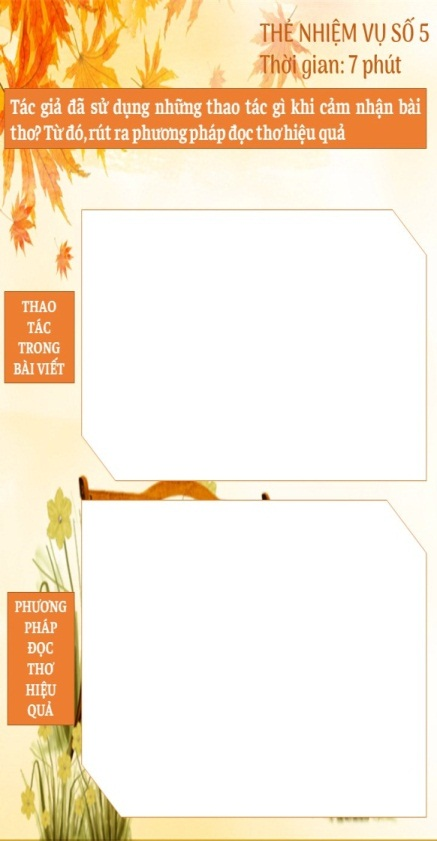 THẺ NHIỆM VỤ SỐ 5
Thời gian: 7 phút
Tác giả đã sử dụng những thao tác gì khi cảm nhận bài
thơ? Từ đó, rút ra phương pháp đọc thơ hiệu quả
THAO
TÁC
TRONG
BÀI VIẾT
PHƯƠNG
PHÁP
ĐỌC
THƠ
HIỆU
QUẢ